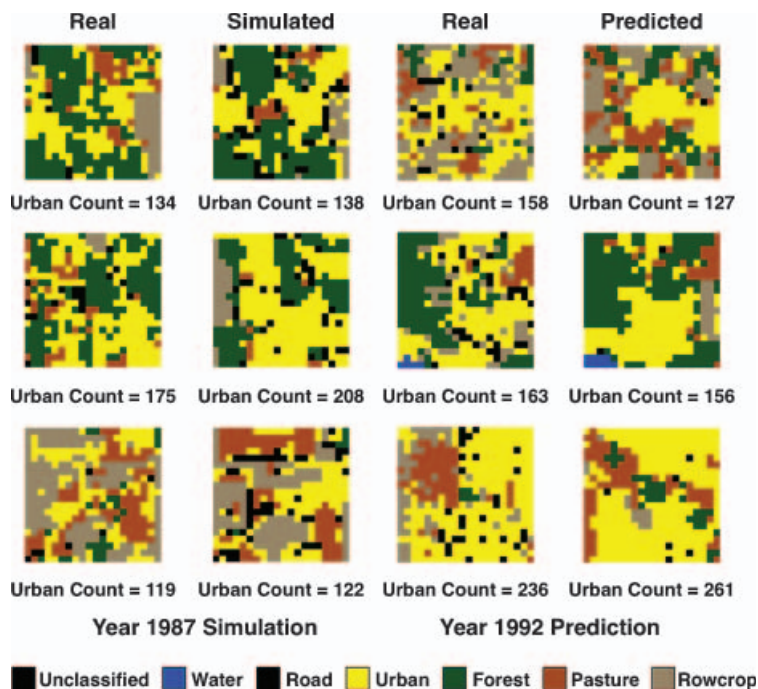 Real Simulated Real Predicted
Urban Count = 134 Urban Count = 138 Urban Count = 158 Urban Count = 127
Urban Count = 175 Urban Count = 208 Urban Count = 163 Urban Count = 156
Urban Count = 119 Urban Count = 122 Urban Count = 236 Urban Count = 261
Year 1987 Simulation Year 1992 Prediction
Unclassified Water Road Urban Forest Pasture Rowcrop